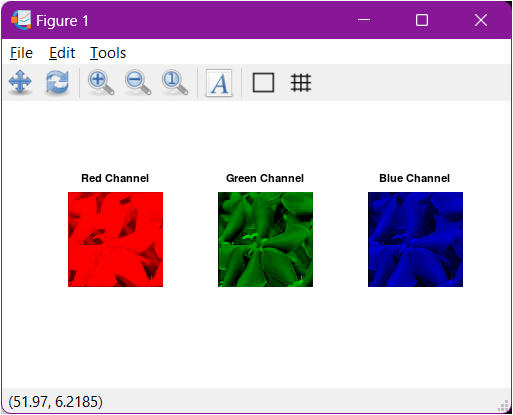 Figure 1
File Edit Tools
A
Red Channel Green Channel Blue Channel
(51.97, 6.2185)